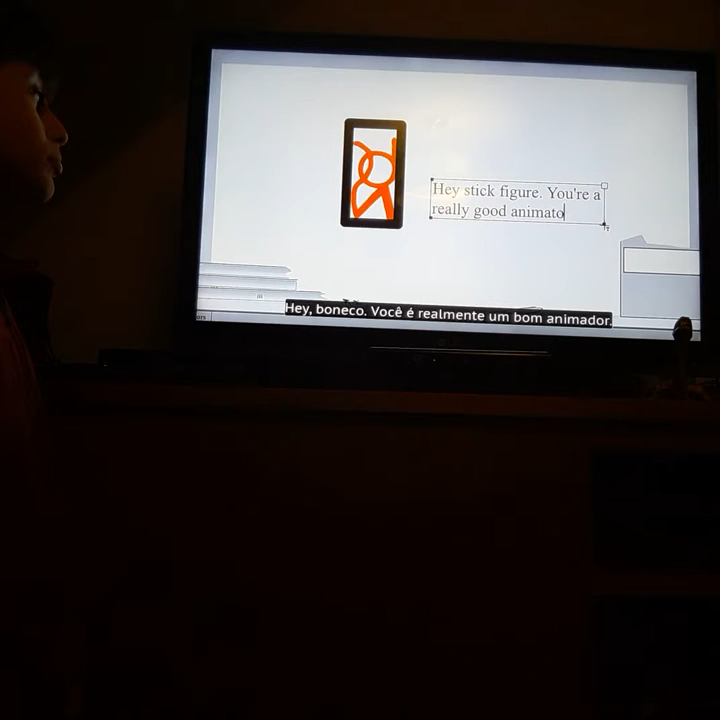 Hey stick figure. You're a
really good animato
Hey, boneco. Você é realmente um bom animador.